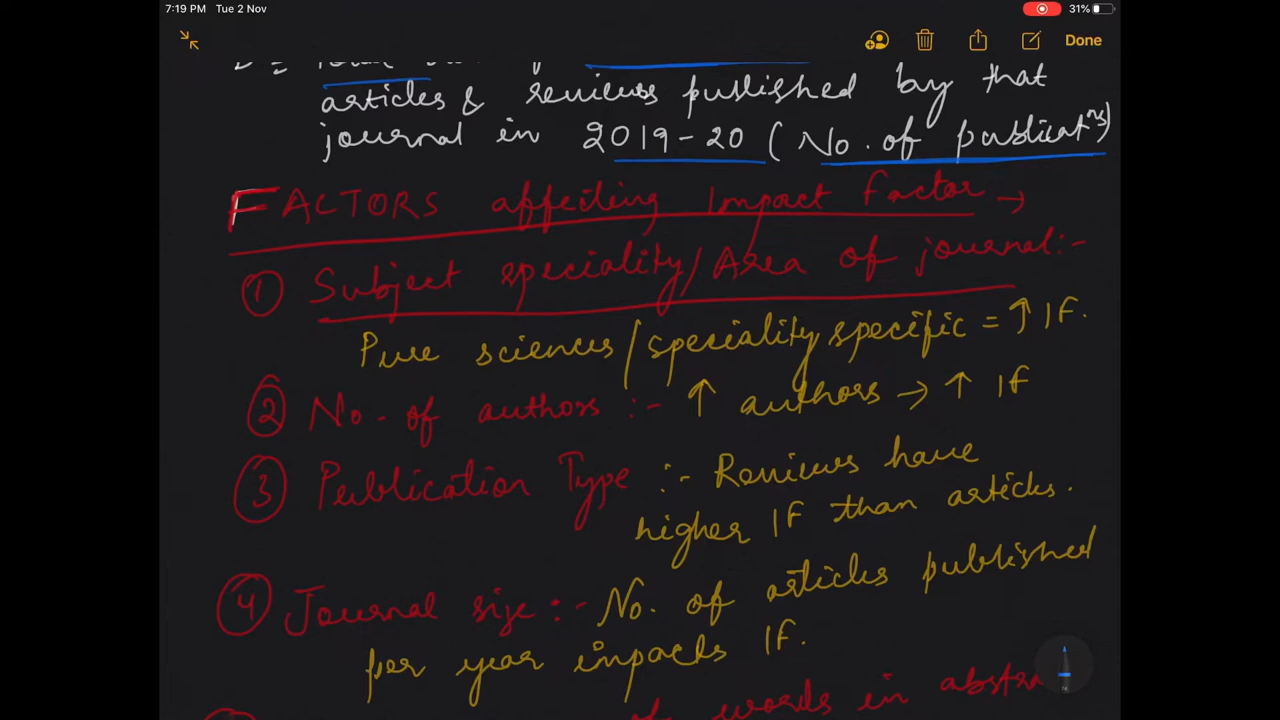 7:19 PM Tue 2 Nov
31%
Done
articles & reviews published by that
journal in 2019-20 (No. of publicatns)
FACTORS affecting Impact factor →
① Subject speciality/Area of journal:-
Pure sciences/speciality specific = ↑ IF.
② No. of authors :- ↑ authors → ↑ IF
③ Publication Type :- Reviews have
higher IF than articles.
④ Journal size :- No. of articles published
per year impacts IF.
of words in abstra